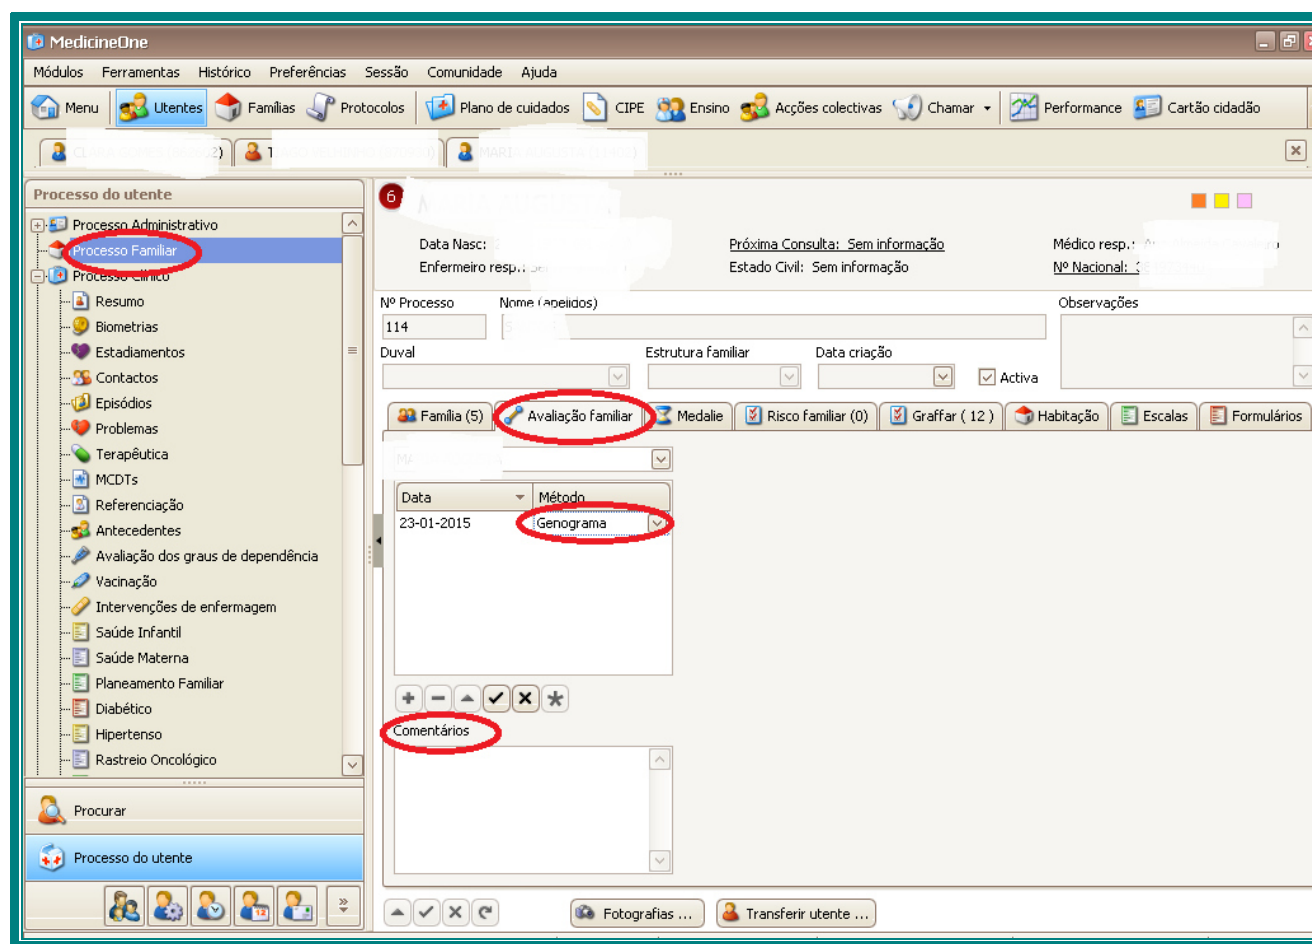 MedicineOne
Módulos Ferramentas Histórico Preferências Sessão Comunidade Ajuda
Menu Utentes Famílias Protocolos Plano de cuidados CIPE Ensino Acções colectivas Chamar Performance Cartão cidadão
Processo do utente
Processo Administrativo
Processo Familiar
Processo Clínico
Resumo
Biometrias
Estadiamentos
Contactos
Episódios
Problemas
Terapêutica
MCDTs
Referenciação
Antecedentes
Avaliação dos graus de dependência
Vacinação
Intervenções de enfermagem
Saúde Infantil
Saúde Materna
Planeamento Familiar
Diabético
Hipertenso
Rastreio Oncológico
Procurar
Processo do utente
12
6
Data Nasc: Próxima Consulta: Sem informação Médico resp.:
Enfermeiro resp.: Estado Civil: Sem informação Nº Nacional:
Nº Processo Nome (apelidos) Observações
114
Duval Estrutura familiar Data criação
Activa
Família (5) Avaliação familiar Medalie Risco familiar (0) Graffar ( 12 ) Habitação Escalas Formulários
Data Método
23-01-2015 Genograma
Comentários
Fotografias ... Transferir utente ...